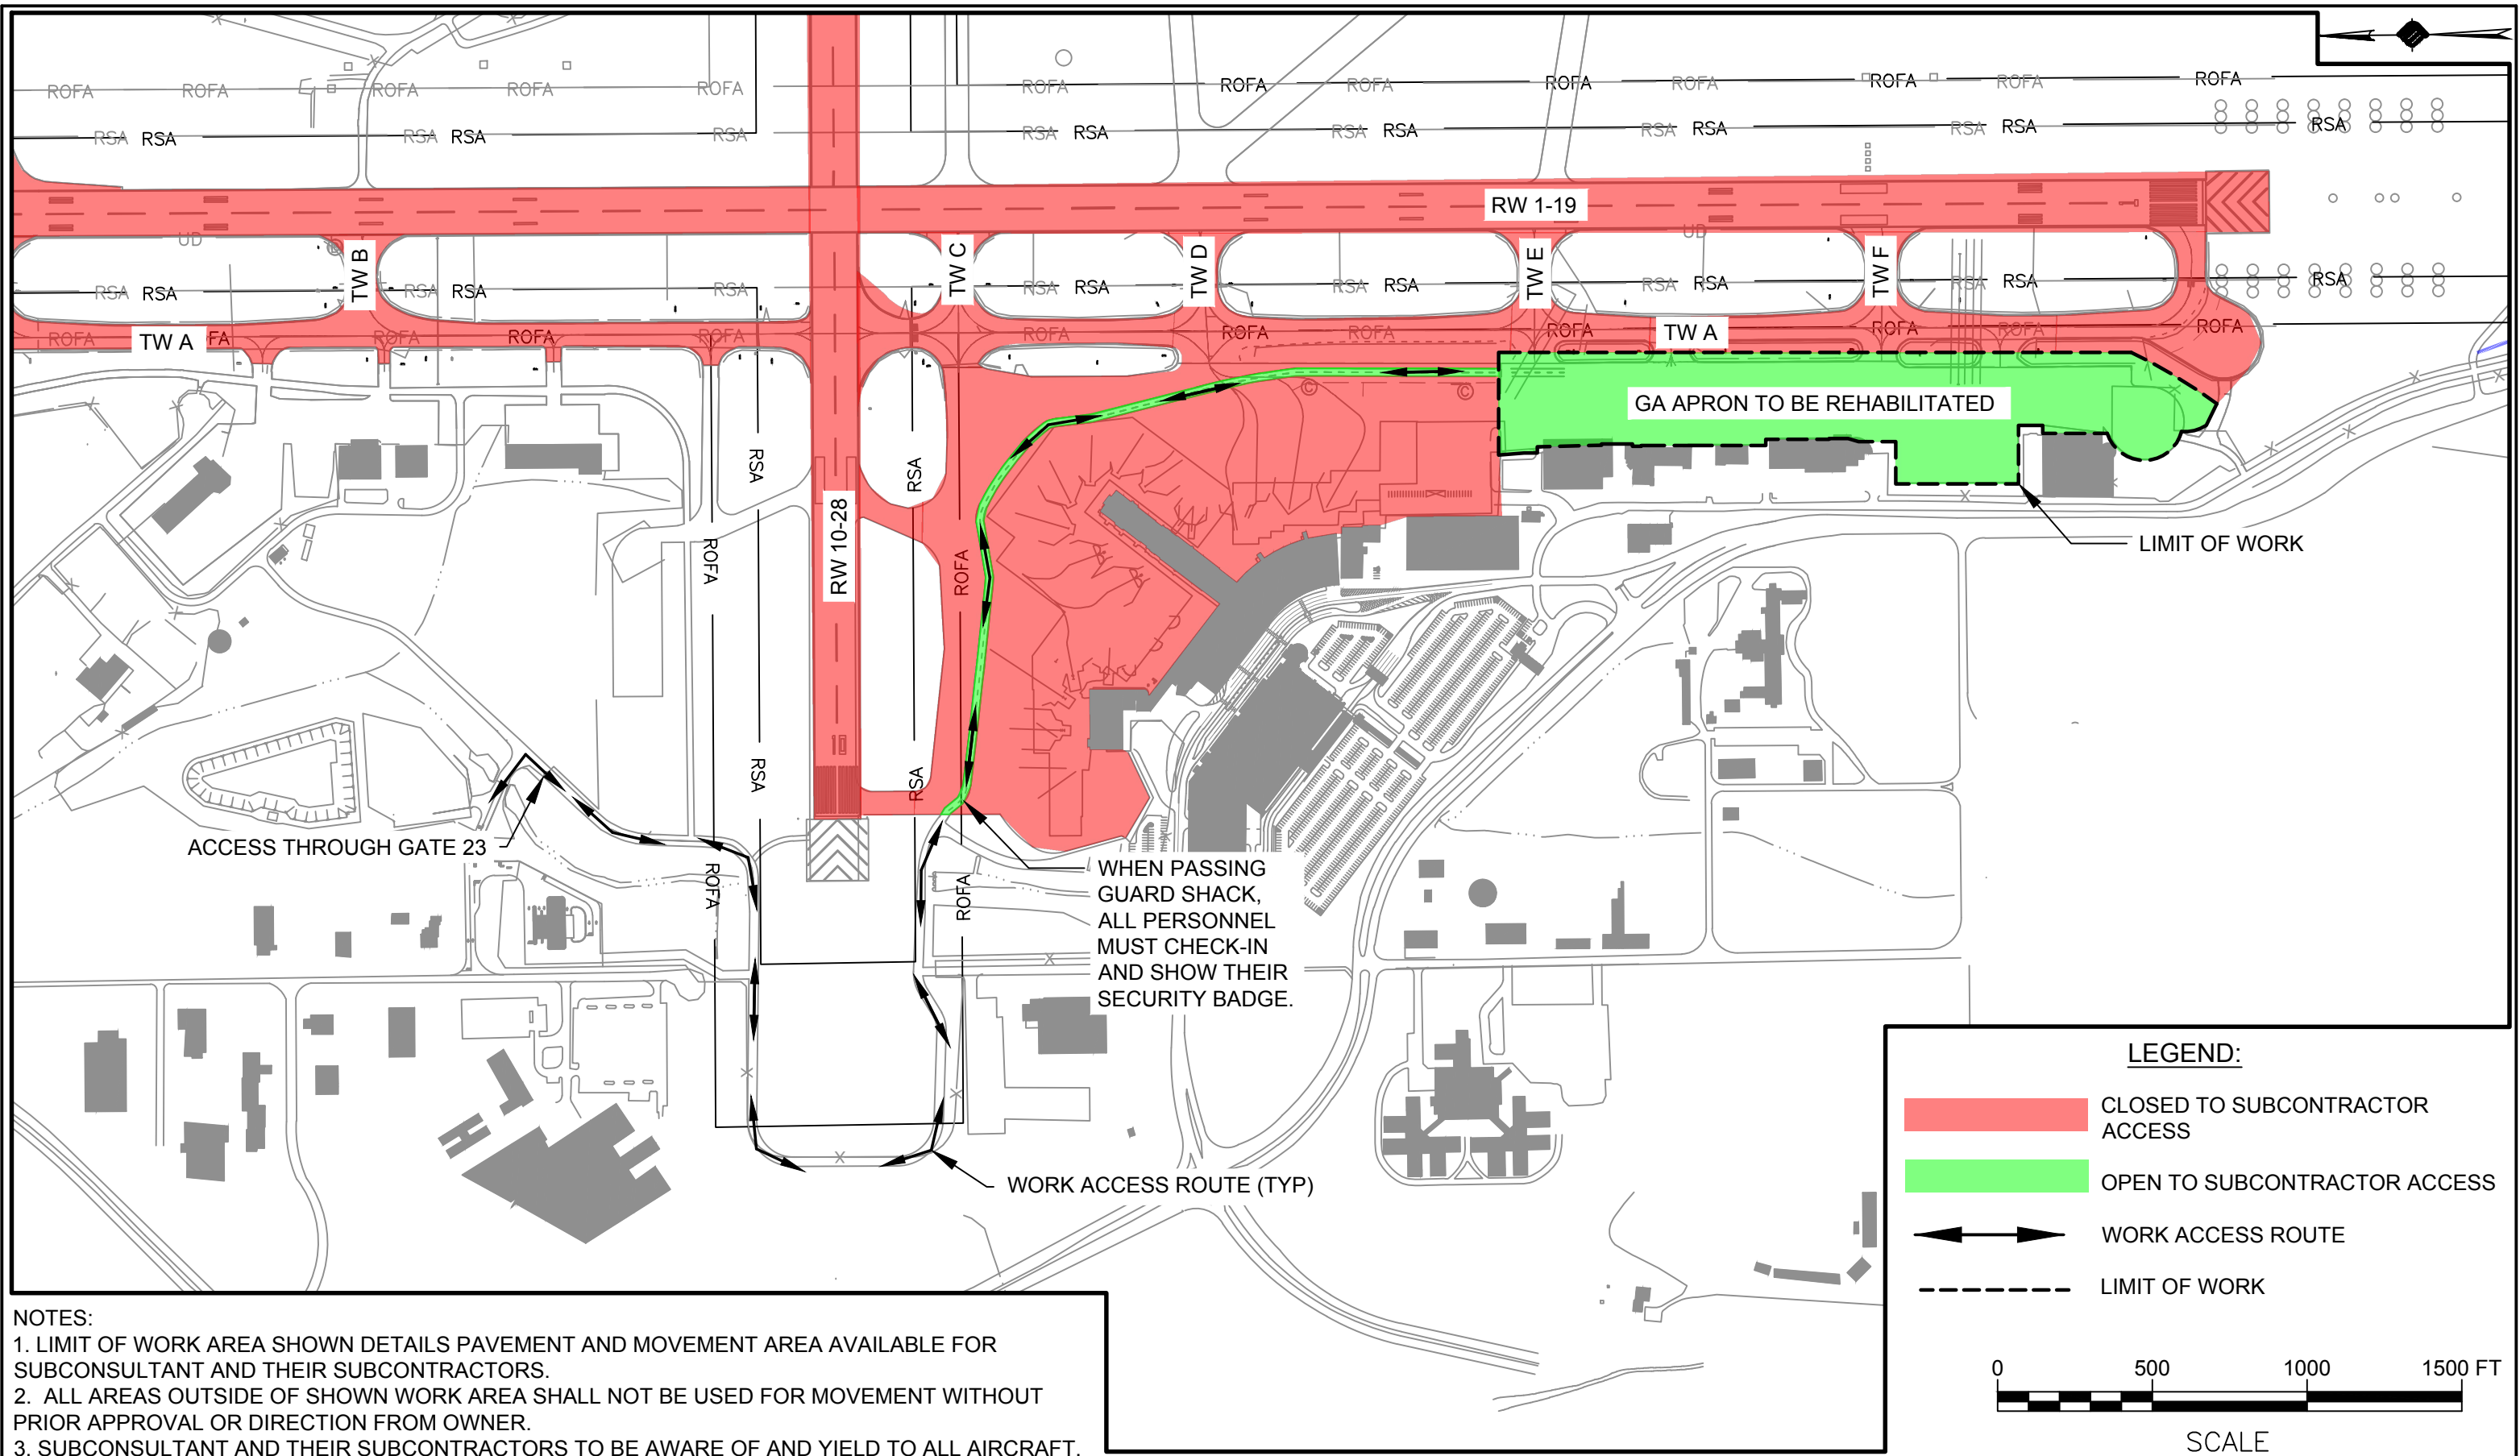 ROFA ROFA ROFA ROFA ROFA ROFA ROFA ROFA ROFA ROFA ROFA ROFA ROFA
RSA RSA RSA RSA RSA RSA RSA RSA RSA RSA RSA RSA RSA RSA
RW 1-19
UD UD
TW B
TW C
TW D
TW E
TW F
RSA RSA RSA RSA RSA RSA RSA RSA RSA RSA RSA RSA RSA RSA
ROFA TW A FA ROFA ROFA ROFA ROFA ROFA ROFA ROFA TW A ROFA ROFA ROFA
© ©
GA APRON TO BE REHABILITATED
RSA
RSA
RW 10-28
ROFA
ROFA
LIMIT OF WORK
RSA
RSA
ACCESS THROUGH GATE 23
ROFA
ROFA
WHEN PASSING
GUARD SHACK,
ALL PERSONNEL
MUST CHECK-IN
AND SHOW THEIR
SECURITY BADGE.
WORK ACCESS ROUTE (TYP)
LEGEND:
CLOSED TO SUBCONTRACTOR
ACCESS
OPEN TO SUBCONTRACTOR ACCESS
WORK ACCESS ROUTE
LIMIT OF WORK
0 500 1000 1500 FT
SCALE
NOTES:
1. LIMIT OF WORK AREA SHOWN DETAILS PAVEMENT AND MOVEMENT AREA AVAILABLE FOR
SUBCONSULTANT AND THEIR SUBCONTRACTORS.
2. ALL AREAS OUTSIDE OF SHOWN WORK AREA SHALL NOT BE USED FOR MOVEMENT WITHOUT
PRIOR APPROVAL OR DIRECTION FROM OWNER.
3. SUBCONSULTANT AND THEIR SUBCONTRACTORS TO BE AWARE OF AND YIELD TO ALL AIRCRAFT.